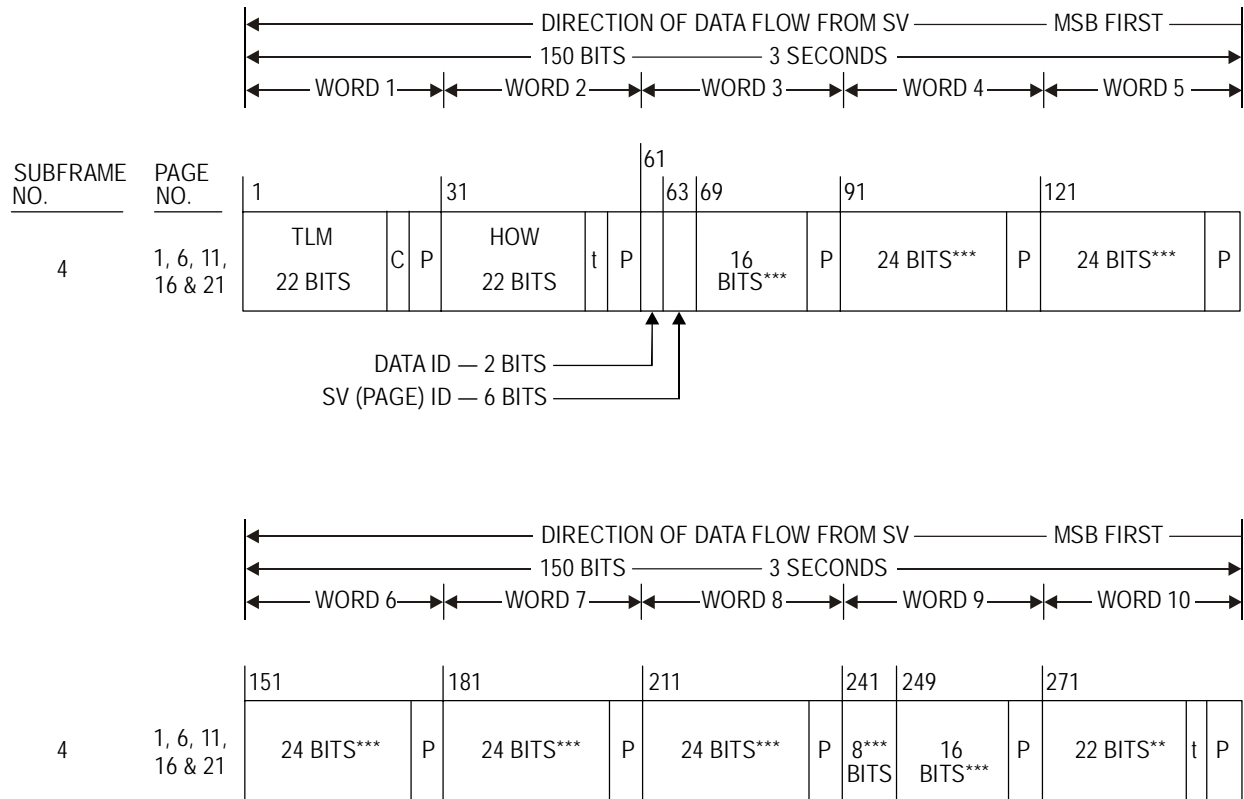 DIRECTION OF DATA FLOW FROM SV MSB FIRST
150 BITS 3 SECONDS
WORD 1 WORD 2 WORD 3 WORD 4 WORD 5
SUBFRAME NO. PAGE NO.
1 31 61 63 69 91 121
4 1, 6, 11, 16 & 21
TLM 22 BITS C P HOW 22 BITS t P 16 BITS*** P 24 BITS*** P 24 BITS*** P
DATA ID — 2 BITS
SV (PAGE) ID — 6 BITS
DIRECTION OF DATA FLOW FROM SV MSB FIRST
150 BITS 3 SECONDS
WORD 6 WORD 7 WORD 8 WORD 9 WORD 10
151 181 211 241 249 271
4 1, 6, 11, 16 & 21
24 BITS*** P 24 BITS*** P 24 BITS*** P 8*** BITS 16 BITS*** P 22 BITS** t P